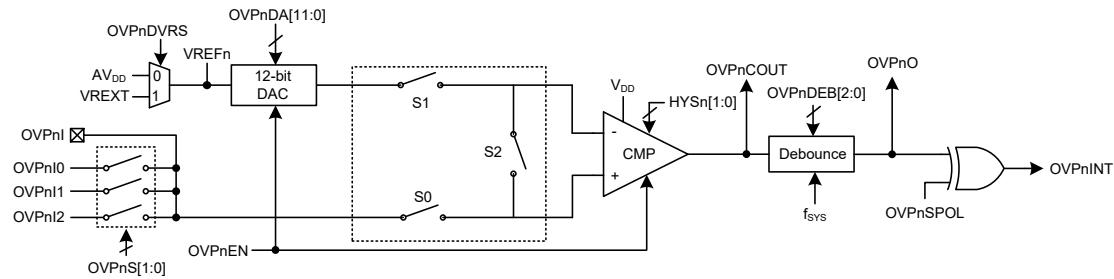 OVPnDA[11:0]
OVPnDVRS
VREFn
AVDD
0
VREXT
1
12-bit
DAC
S1
VDD
HYSn[1:0]
OVPnCOUT
OVPnDEB[2:0]
OVPnO
OVPnI
OVPnI0
OVPnI1
OVPnI2
S2
-
CMP
+
Debounce
OVPnINT
S0
OVPnSPOL
fSYS
OVPnEN
OVPnS[1:0]